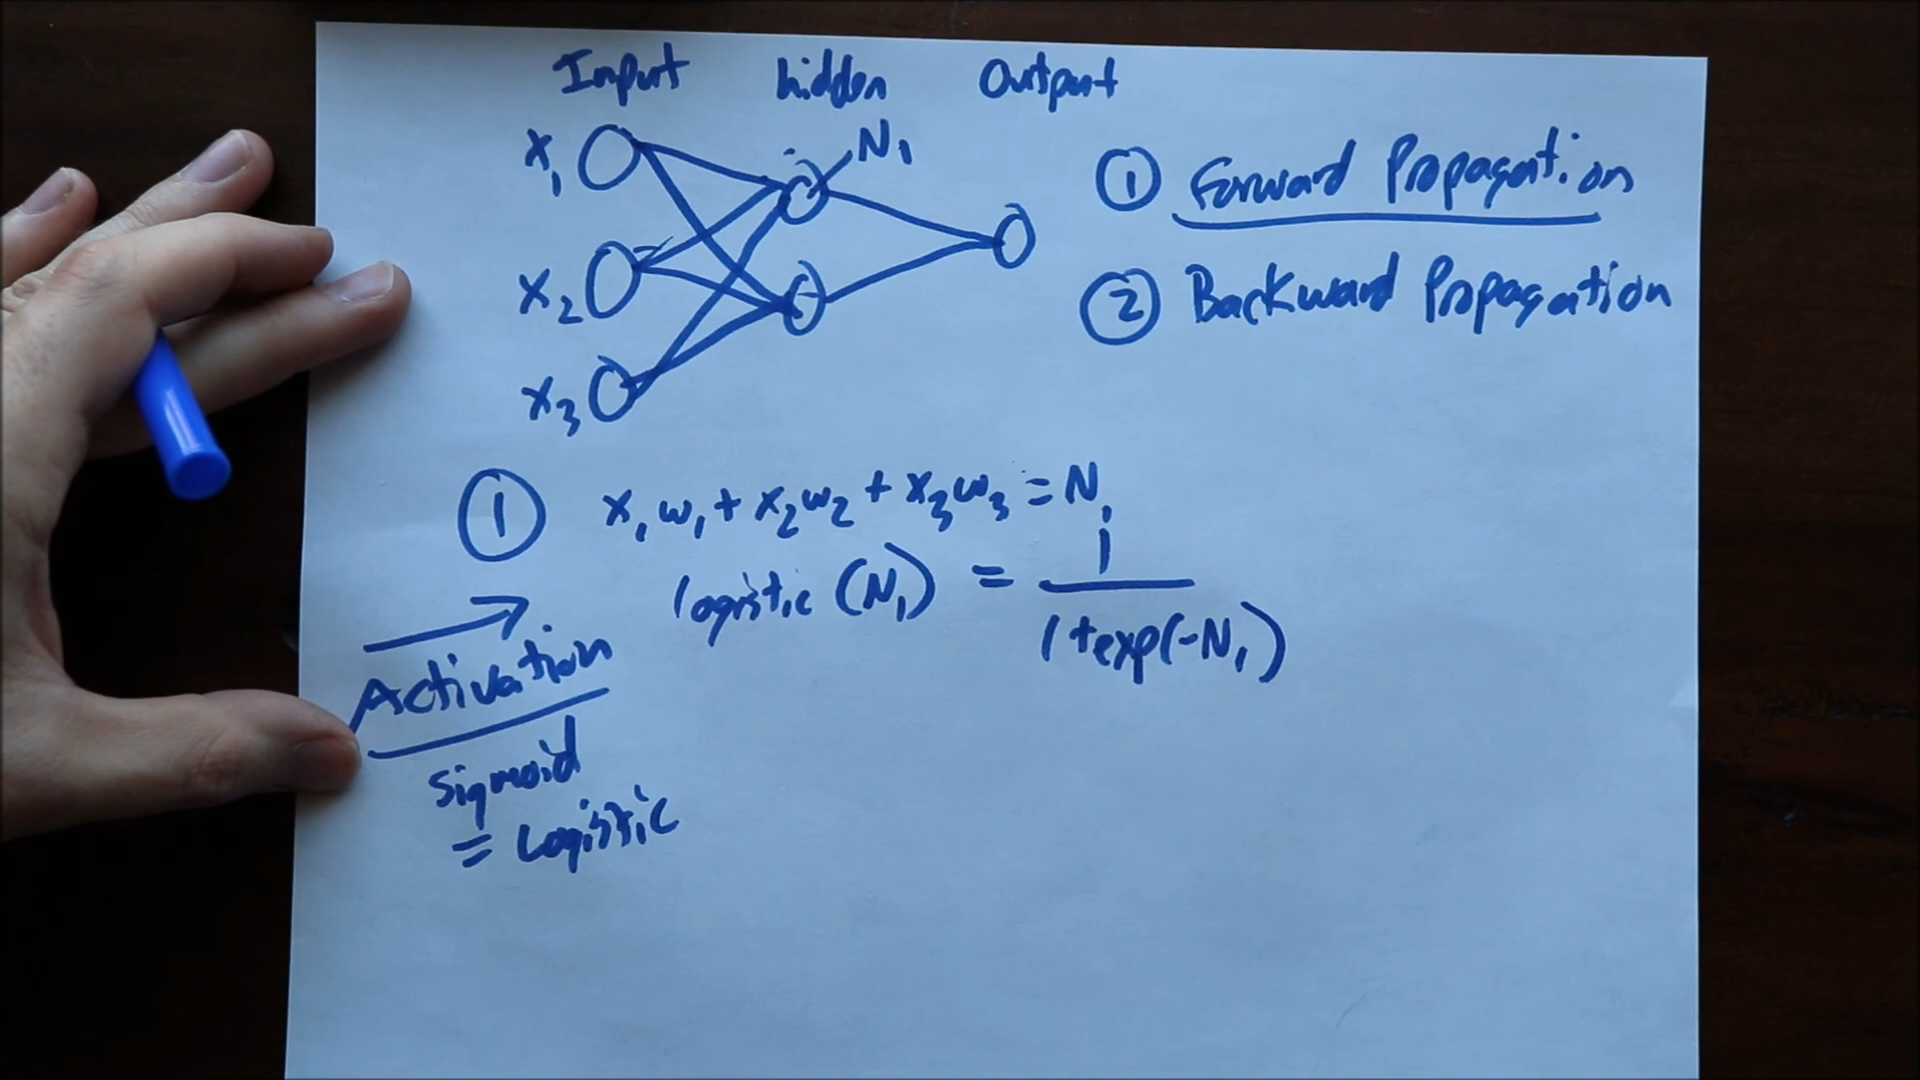 Input hidden Output
x₁
N₁
x₂
x₃
① Forward Propagation
② Backward Propagation
① x₁w₁ + x₂w₂ + x₃w₃ = N₁
logistic (N₁) = 1 / 1+exp(-N₁)
→
Activation
Sigmoid
= Logistic